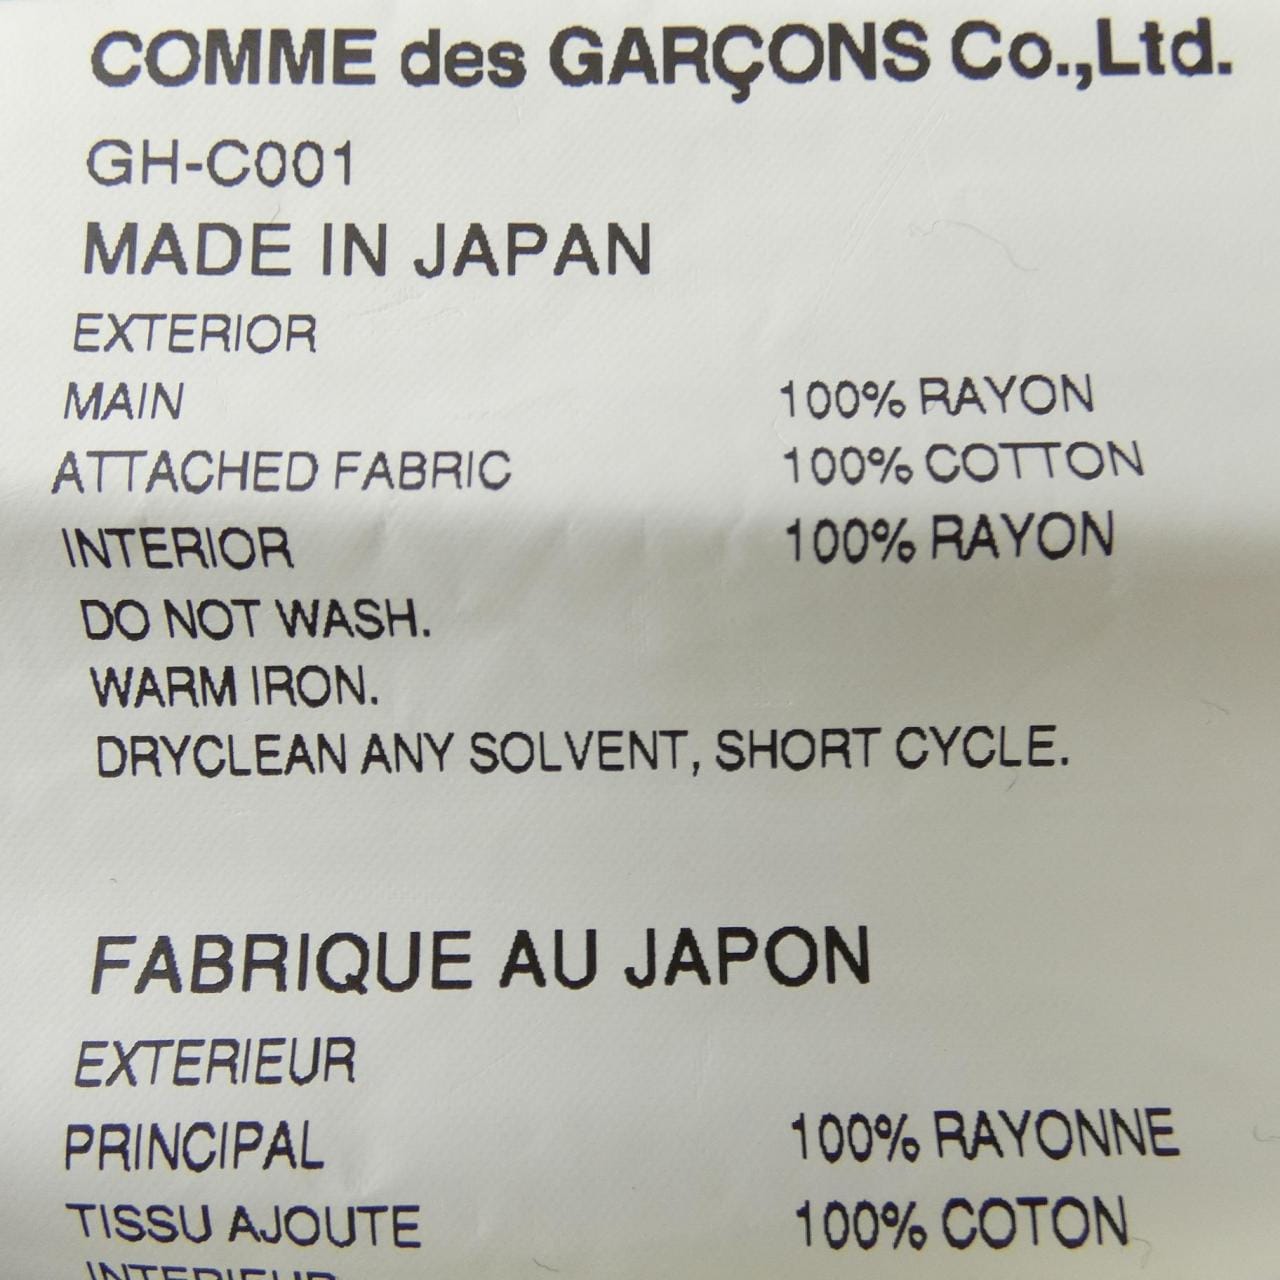 COMME des GARÇONS Co.,Ltd.
GH-C001
MADE IN JAPAN
EXTERIOR
MAIN 100% RAYON
ATTACHED FABRIC 100% COTTON
INTERIOR 100% RAYON
DO NOT WASH.
WARM IRON.
DRYCLEAN ANY SOLVENT, SHORT CYCLE.
FABRIQUE AU JAPON
EXTERIEUR
PRINCIPAL 100% RAYONNE
TISSU AJOUTE 100% COTON
INTERIEUR